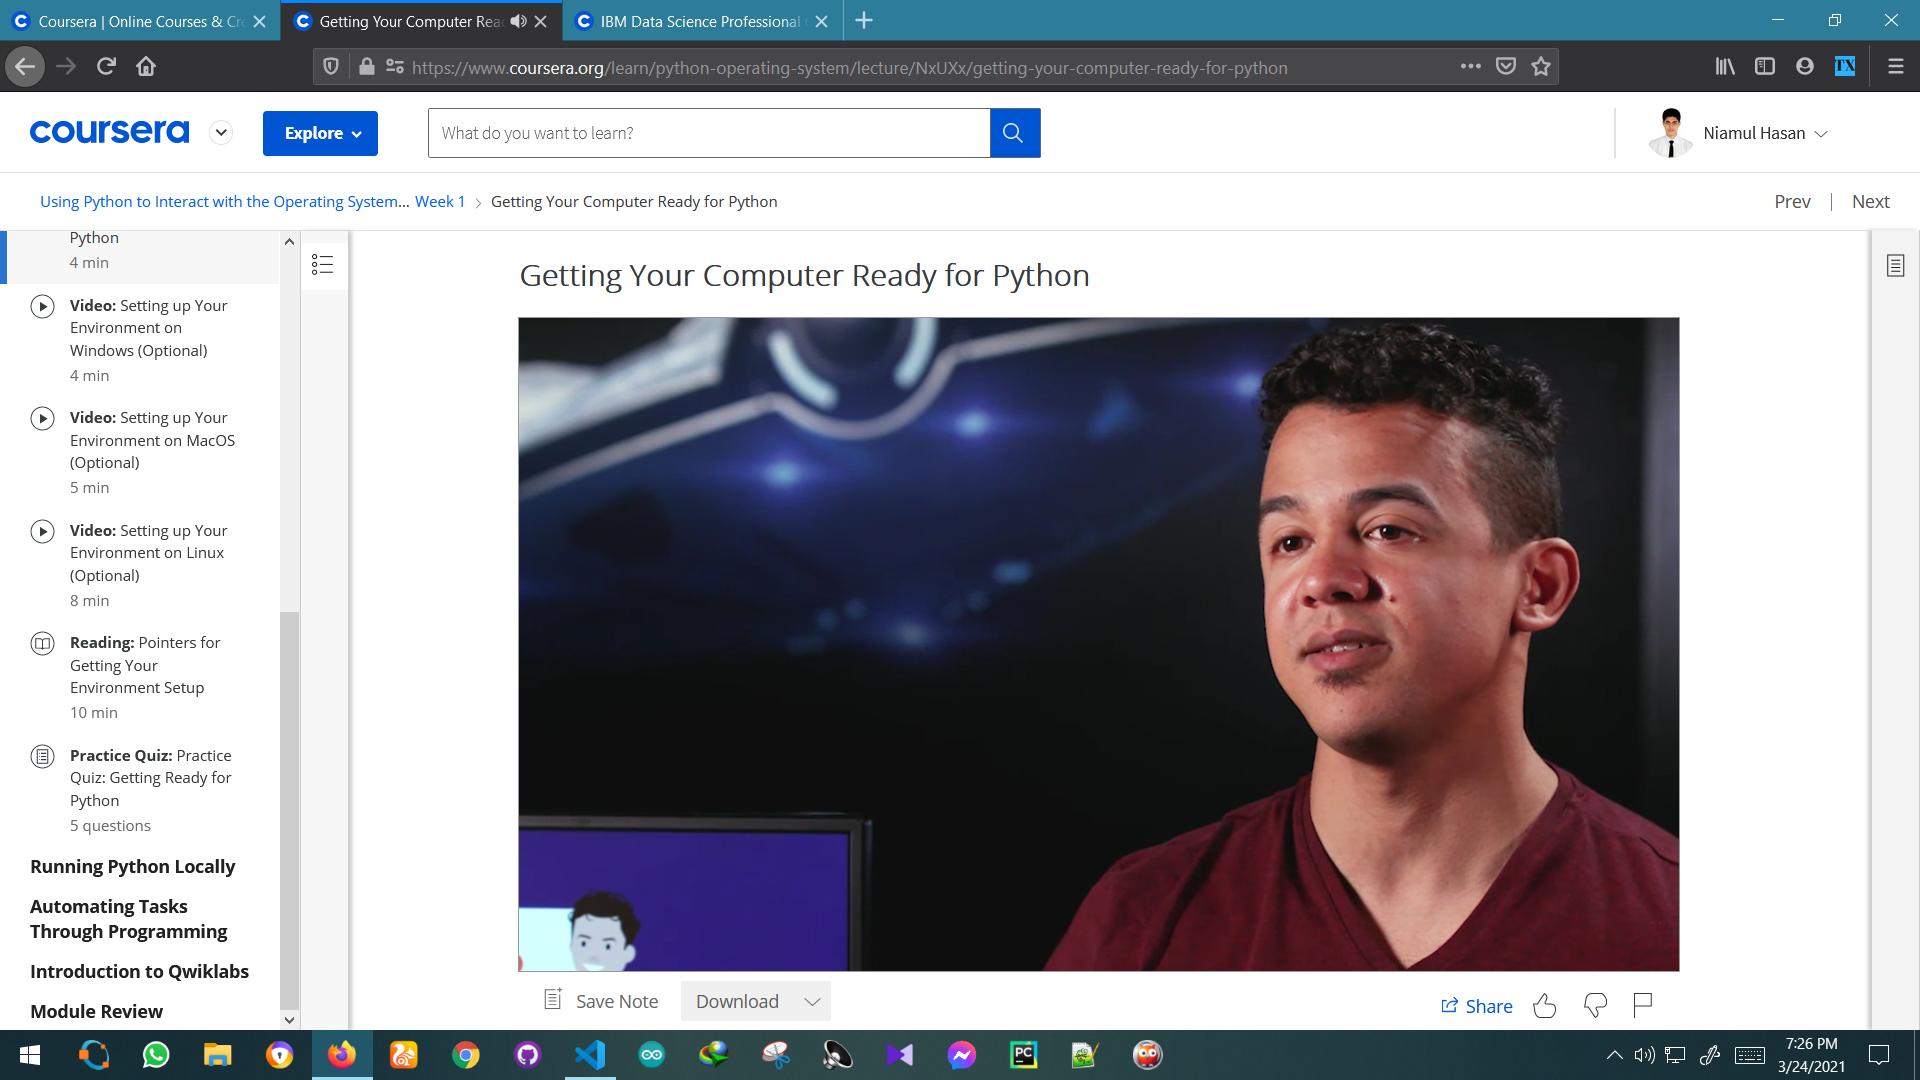 Coursera | Online Courses & Cre
Getting Your Computer Read
IBM Data Science Professional
https://www.coursera.org/learn/python-operating-system/lecture/NxUXx/getting-your-computer-ready-for-python
TX
coursera
Explore
What do you want to learn?
Niamul Hasan
Using Python to Interact with the Operating System... Week 1 > Getting Your Computer Ready for Python
Prev | Next
Python
4 min
Video: Setting up Your
Environment on
Windows (Optional)
4 min
Video: Setting up Your
Environment on MacOS
(Optional)
5 min
Video: Setting up Your
Environment on Linux
(Optional)
8 min
Reading: Pointers for
Getting Your
Environment Setup
10 min
Practice Quiz: Practice
Quiz: Getting Ready for
Python
5 questions
Running Python Locally
Automating Tasks
Through Programming
Introduction to Qwiklabs
Module Review
Getting Your Computer Ready for Python
Save Note
Download
Share
PC
7:26 PM
3/24/2021